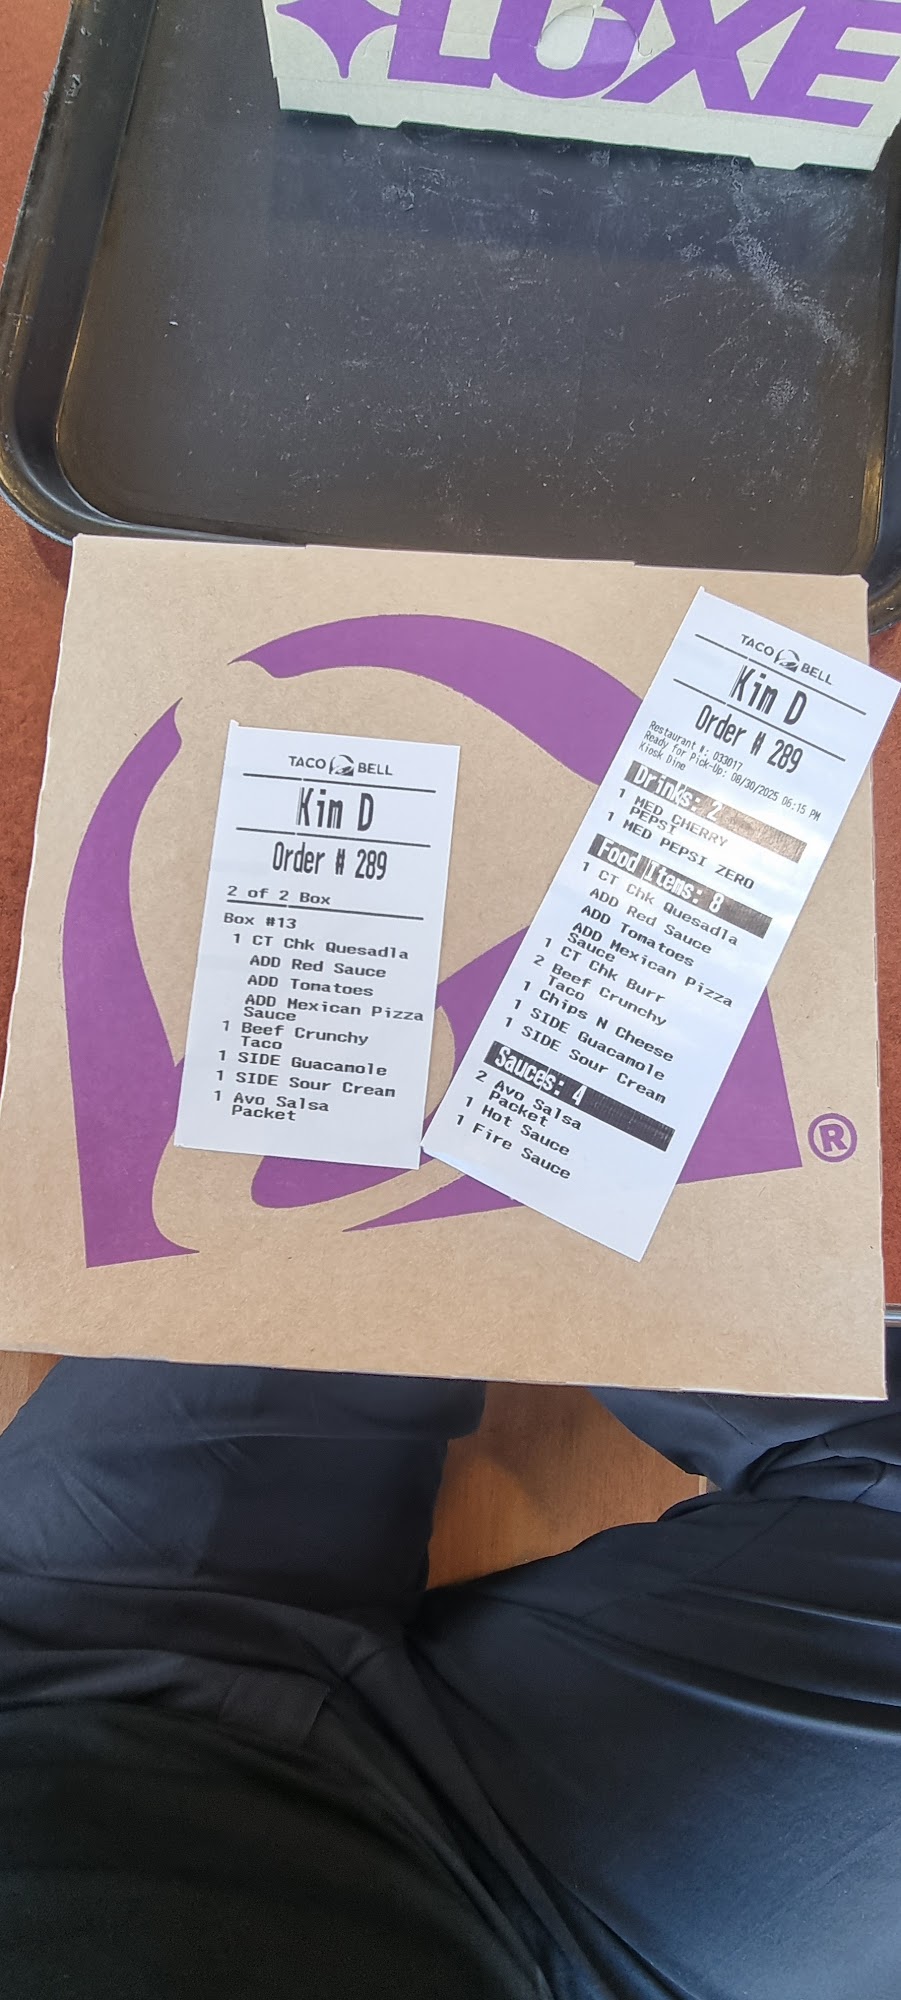 LUXE
TACO BELL
Kim D
Order # 289
2 of 2 Box
Box #13
1 CT Chk Quesadla
ADD Red Sauce
ADD Tomatoes
ADD Mexican Pizza
Sauce
1 Beef Crunchy
Taco
1 SIDE Guacamole
1 SIDE Sour Cream
1 Avo Salsa
Packet
TACO BELL
Kim D
Order # 289
Restaurant #: 033017
Ready for Pick-Up: 08/30/2025 06:15 PM
Kiosk Dine
Drinks: 2
1 MED CHERRY
PEPSI
1 MED PEPSI ZERO
Food Items: 8
1 CT Chk Quesadla
ADD Red Sauce
ADD Tomatoes
ADD Mexican Pizza
Sauce
1 CT Chk Burr
2 Beef Crunchy
Taco
1 Chips N Cheese
1 SIDE Guacamole
1 SIDE Sour Cream
Sauces: 4
2 Avo Salsa
Packet
1 Hot Sauce
1 Fire Sauce
®